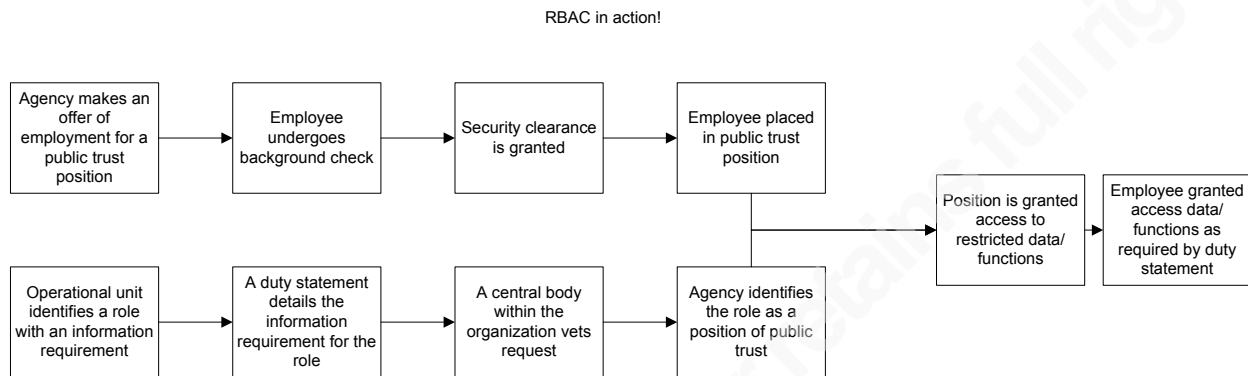 RBAC in action!
Agency makes an
offer of
employment for a
public trust
position
Employee
undergoes
background check
Security clearance
is granted
Employee placed
in public trust
position
Position is granted
access to
restricted data/
functions
Employee granted
access data/
functions as
required by duty
statement
Operational unit
identifies a role
with an information
requirement
A duty statement
details the
information
requirement for the
role
A central body
within the
organization vets
request
Agency identifies
the role as a
position of public
trust
retains full rig